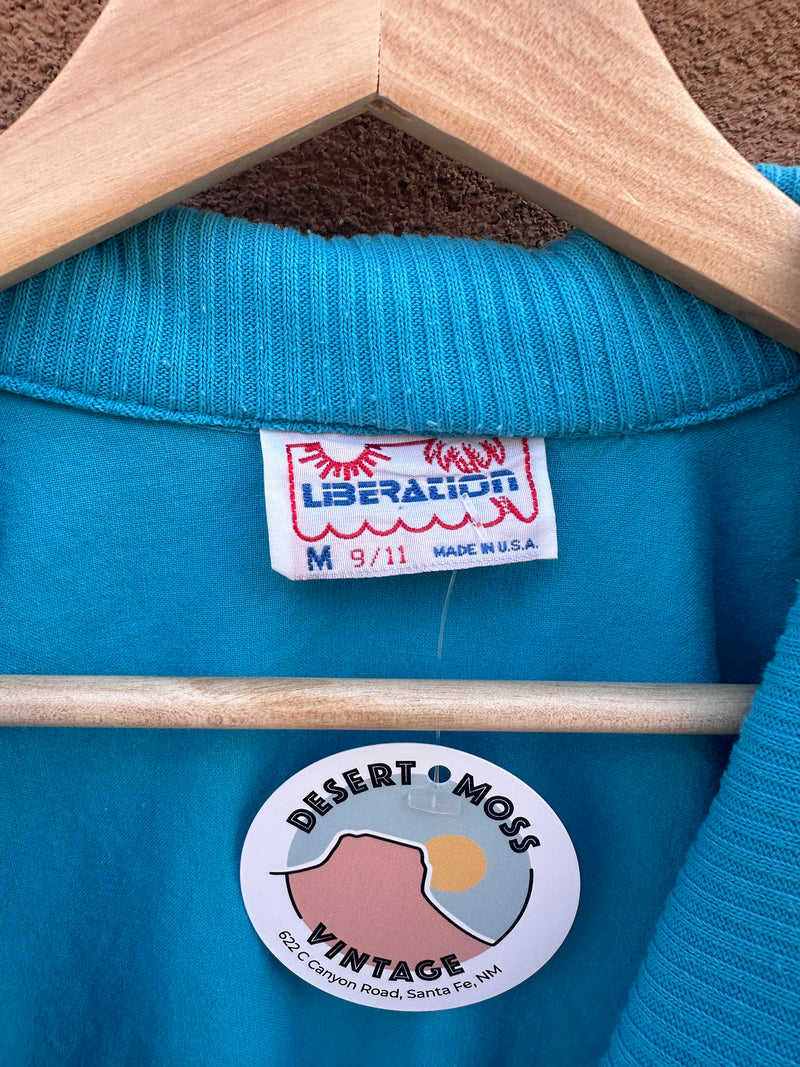 LIBERATION
M 9/11 MADE IN U.S.A.
DESERT • MOSS
VINTAGE
622 C Canyon Road, Santa Fe, NM